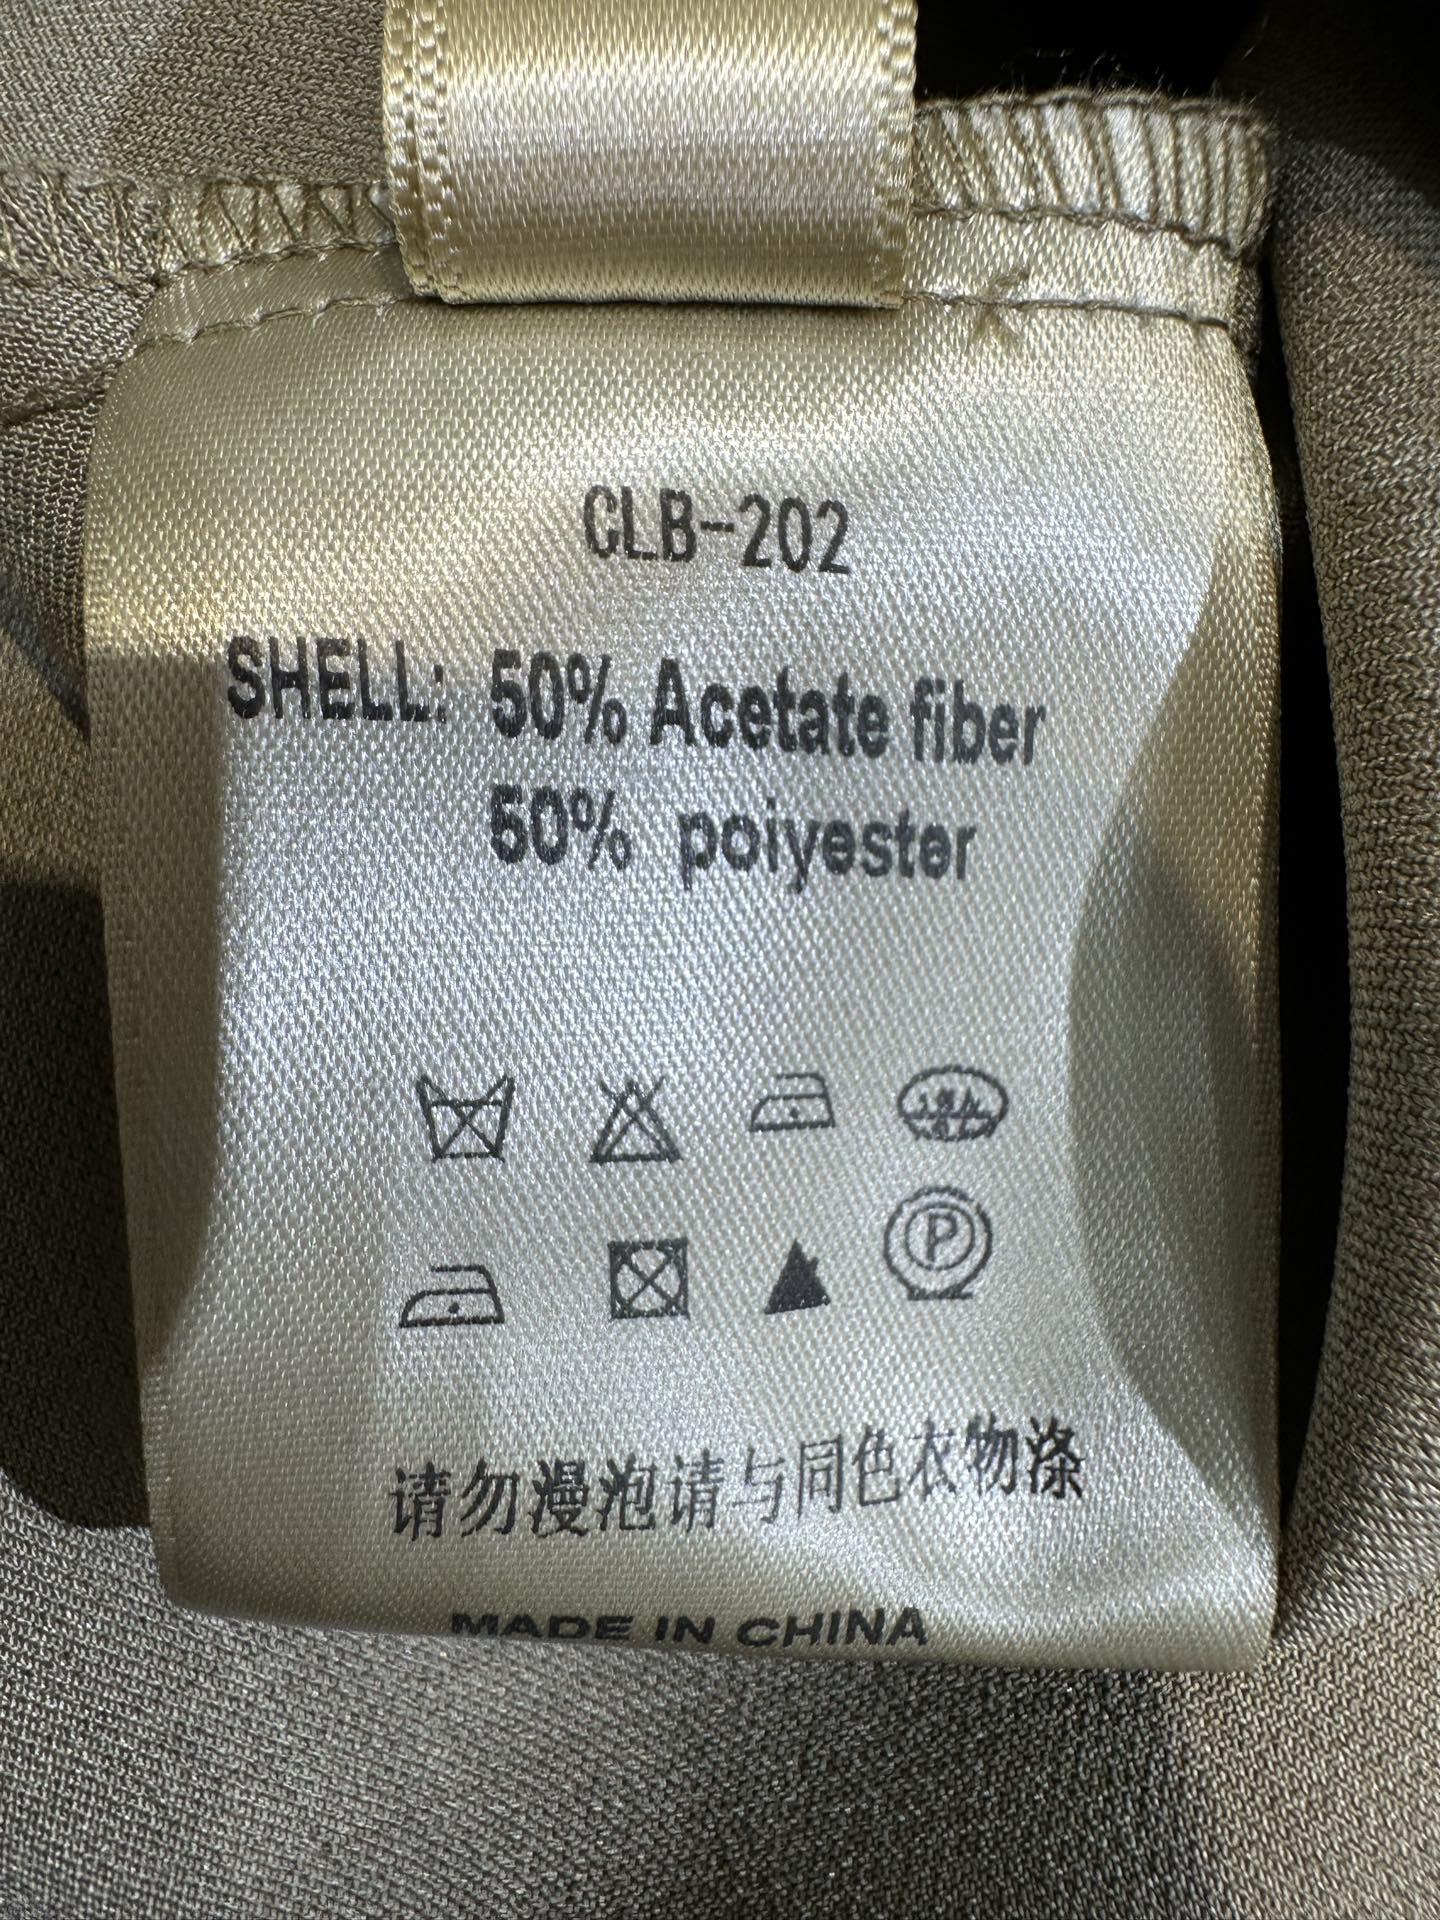 CLB-202
SHELL: 50% Acetate fiber
50% poiyester
P
请勿漫泡请与同色衣物涤
MADE IN CHINA